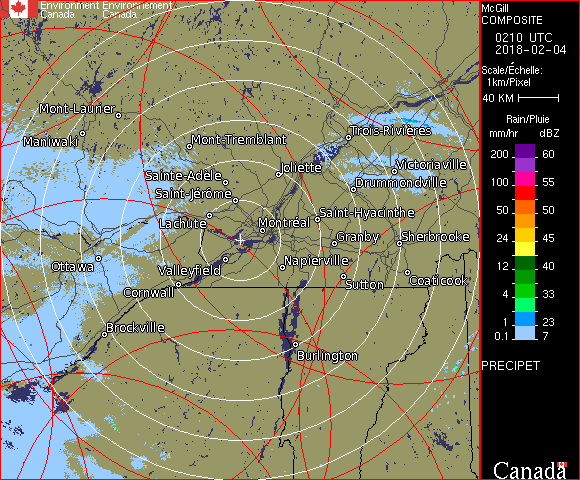 Environment Environnement
Canada Canada
McGill
COMPOSITE
0210 UTC
2018-02-04
Scale/Échelle:
1km/Pixel
40 KM
Rain/Pluie
mm/hr dBZ
200 60
150 57
100 55
50 50
24 45
12 40
4 33
1 23
0.1 7
PRECIPET
Canada
Mont-Laurier
Maniwaki
Mont-Tremblant
Trois-Rivières
Joliette
Victoriaville
Sainte-Adèle
Drummondville
Saint-Jérôme
Lachute
Saint-Hyacinthe
Montréal
Granby
Sherbrooke
Ottawa
Valleyfield
Napierville
Sutton
Coaticook
Cornwall
Brockville
Burlington